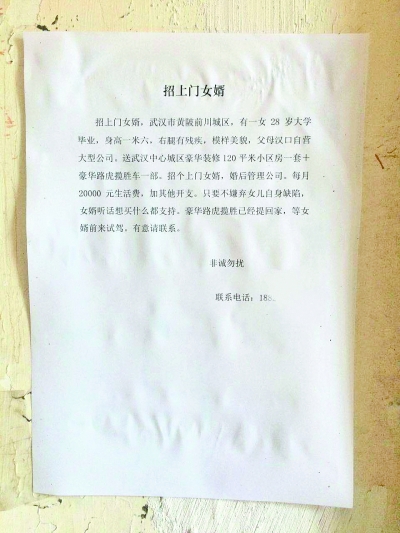 招上门女婿
招上门女婿，武汉市黄陂前川城区，有一女 28 岁大学
毕业，身高一米六，右腿有残疾，模样美貌，父母汉口自营
大型公司。送武汉中心城区豪华装修 120 平米小区房一套＋
豪华路虎揽胜车一部。招个上门女婿，婚后管理公司。每月
20000 元生活费，加其他开支。只要不嫌弃女儿自身缺陷，
女婿听话想买什么都支持。豪华路虎揽胜已经提回家，等女
婿前来试驾。有意请联系。
非诚勿扰
联系电话：18